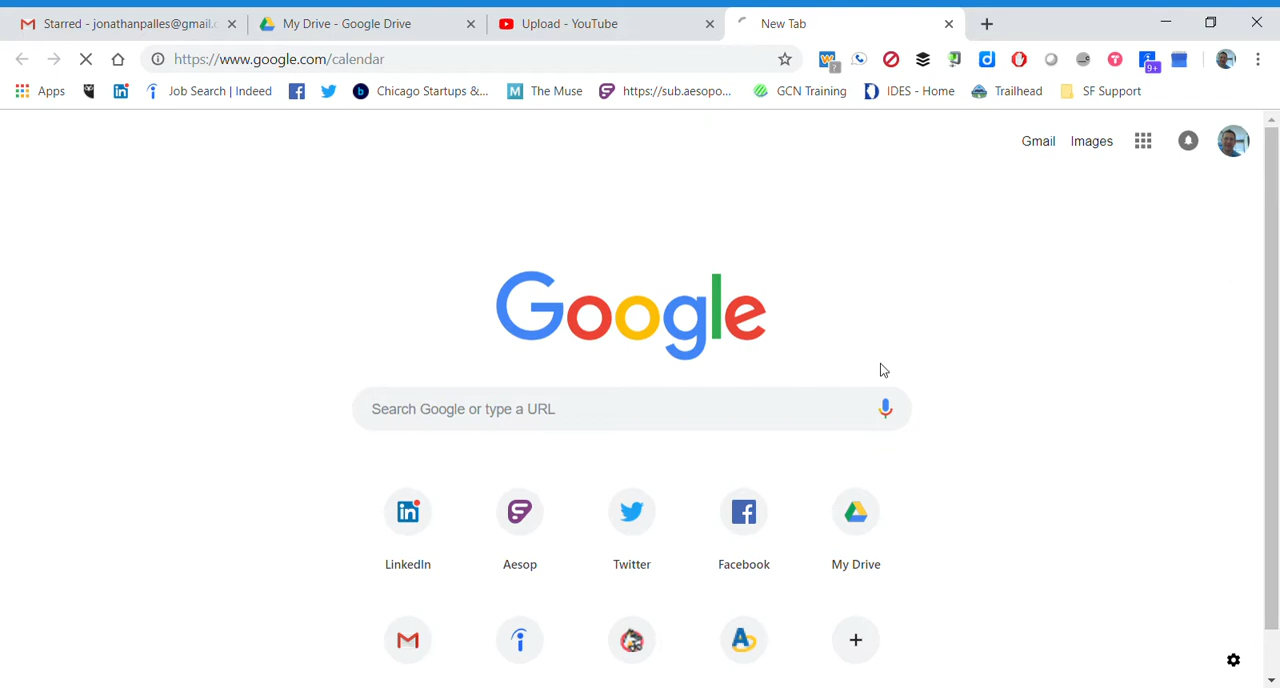 Starred - jonathanpalles@gmail.c
My Drive - Google Drive
Upload - YouTube
New Tab
https://www.google.com/calendar
?
9+
Apps
Job Search | Indeed
Chicago Startups &...
The Muse
https://sub.aesopo...
GCN Training
IDES - Home
Trailhead
SF Support
Gmail
Images
Google
Search Google or type a URL
LinkedIn
Aesop
Twitter
Facebook
My Drive